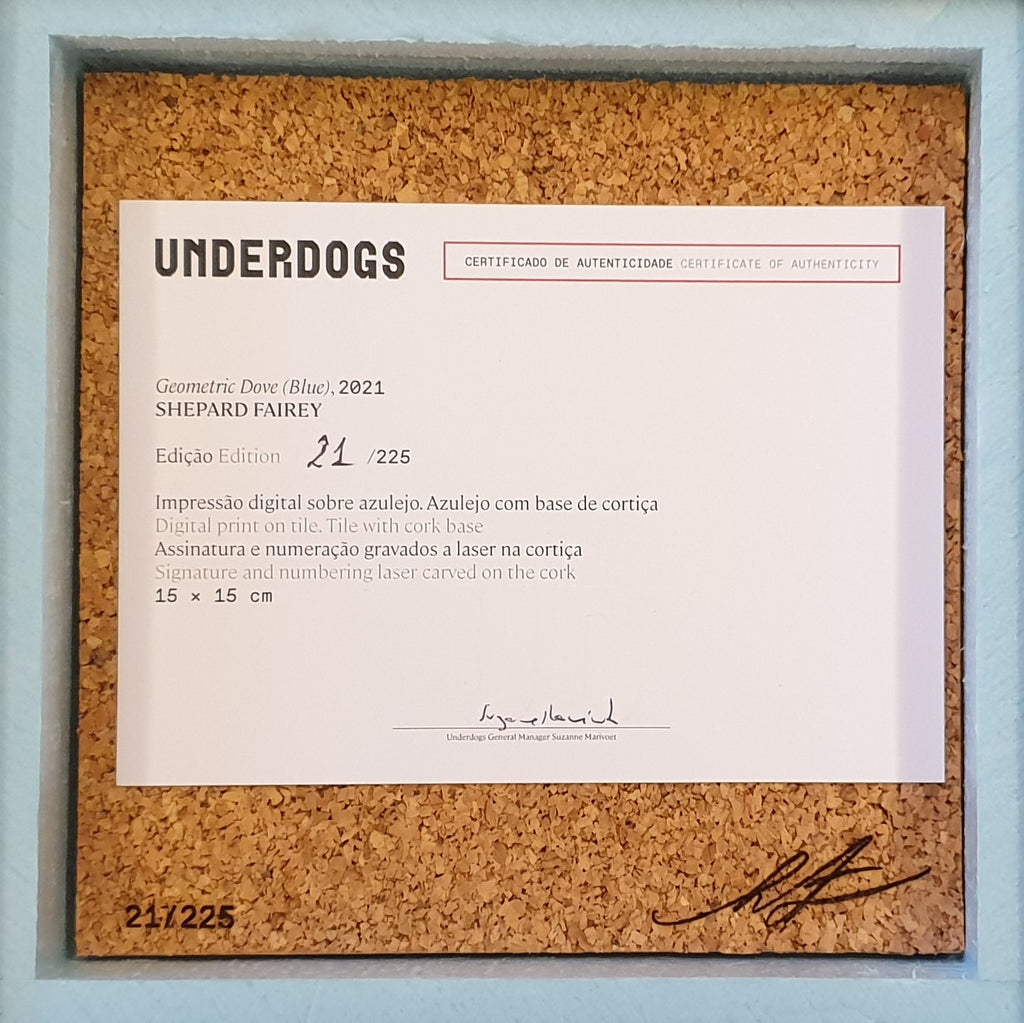 UNDERDOGS
CERTIFICADO DE AUTENTICIDADE CERTIFICATE OF AUTHENTICITY
Geometric Dove (Blue), 2021
SHEPARD FAIREY
Edição Edition 21 /225
Impressão digital sobre azulejo. Azulejo com base de cortiça
Digital print on tile. Tile with cork base
Assinatura e numeração gravados a laser na cortiça
Signature and numbering laser carved on the cork
15 × 15 cm
Underdogs General Manager Suzanne Marivoet
21/225